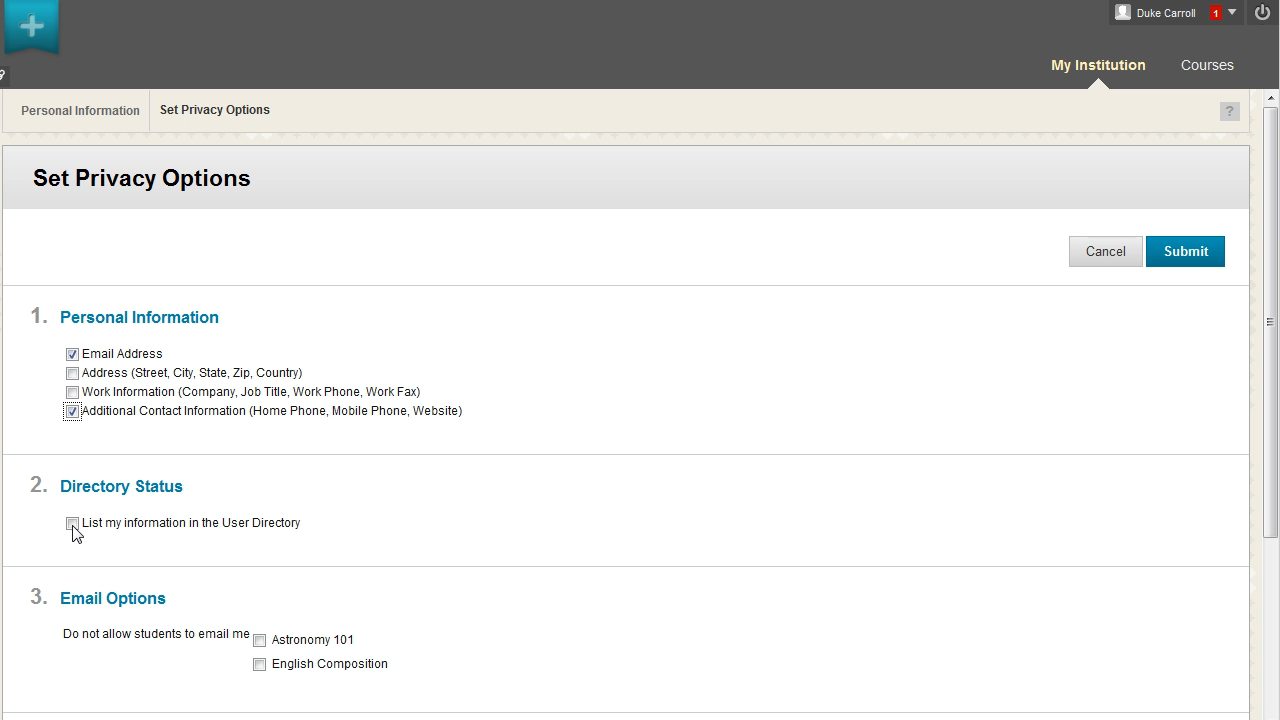 Duke Carroll 1
My Institution Courses
Personal Information Set Privacy Options ?
Set Privacy Options
Cancel Submit
1. Personal Information
Email Address
Address (Street, City, State, Zip, Country)
Work Information (Company, Job Title, Work Phone, Work Fax)
Additional Contact Information (Home Phone, Mobile Phone, Website)
2. Directory Status
List my information in the User Directory
3. Email Options
Do not allow students to email me Astronomy 101
English Composition